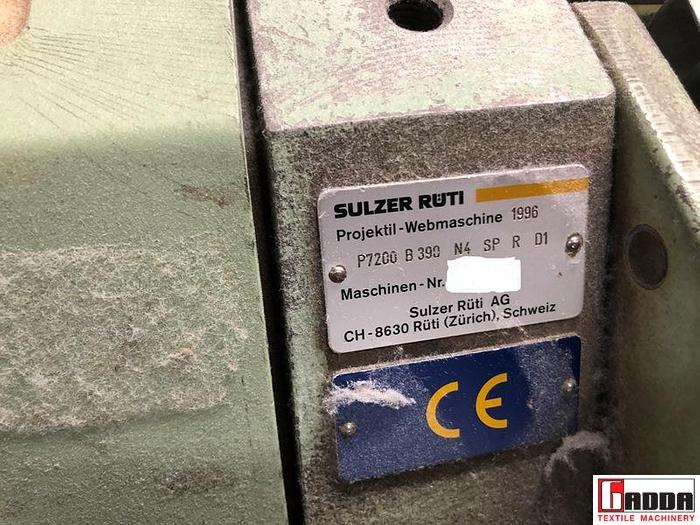 SULZER RÜTI
Projektil-Webmaschine 1996
P7200 B 390 N4 SP R D1
Maschinen-Nr.
Sulzer Rüti AG
CH-8630 Rüti (Zürich), Schweiz
CE
GADDA
TEXTILE MACHINERY